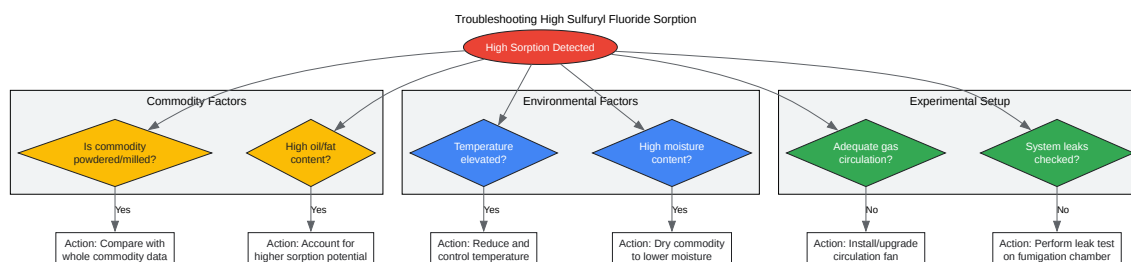 Troubleshooting High Sulfuryl Fluoride Sorption
High Sorption Detected
Commodity Factors
Environmental Factors
Experimental Setup
Is commodity
powdered/milled?
High oil/fat
content?
Temperature
elevated?
High moisture
content?
Adequate gas
circulation?
System leaks
checked?
Yes
Yes
Yes
Yes
No
No
Action: Compare with
whole commodity data
Action: Account for
higher sorption potential
Action: Reduce and
control temperature
Action: Dry commodity
to lower moisture
Action: Install/upgrade
circulation fan
Action: Perform leak test
on fumigation chamber